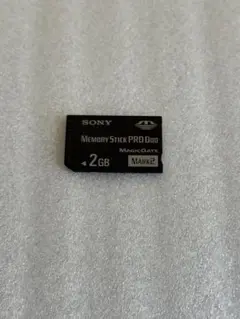 SONY
MEMORY STICK PRO DUO
MAGICGATE
2GB
MARK2